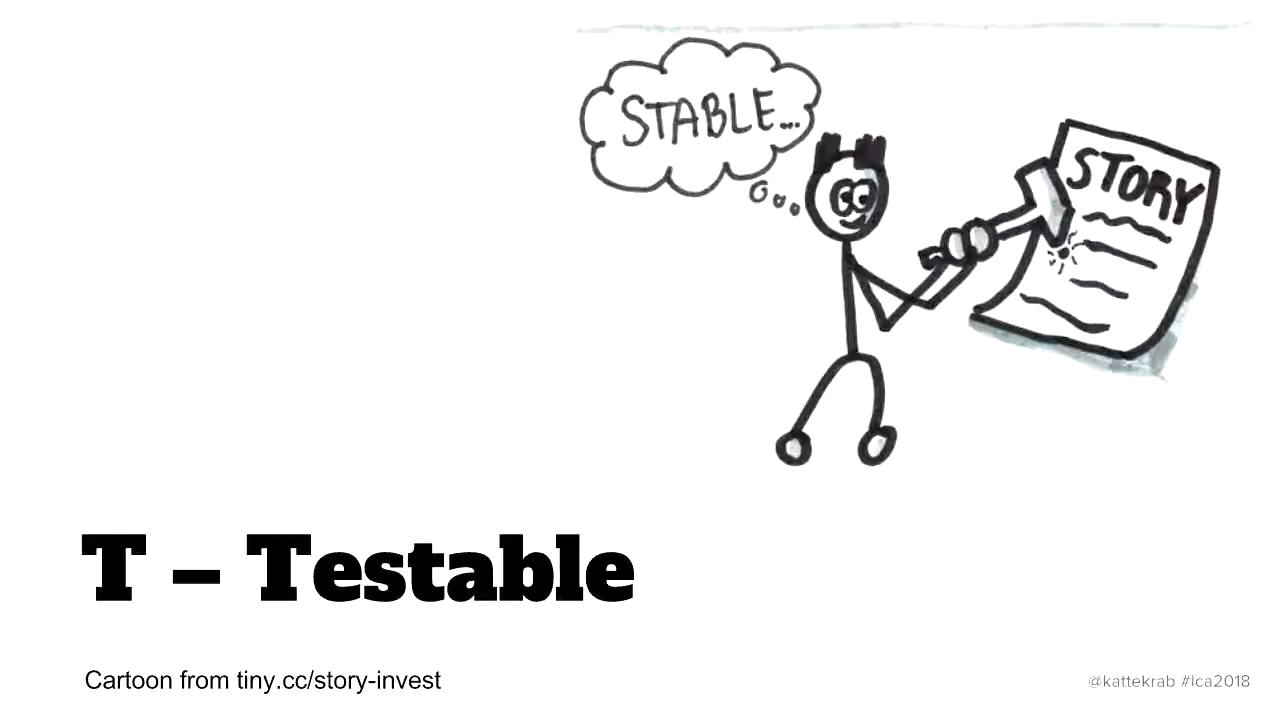 STABLE...
STORY
T – Testable
Cartoon from tiny.cc/story-invest
@kattekrab #lca2018